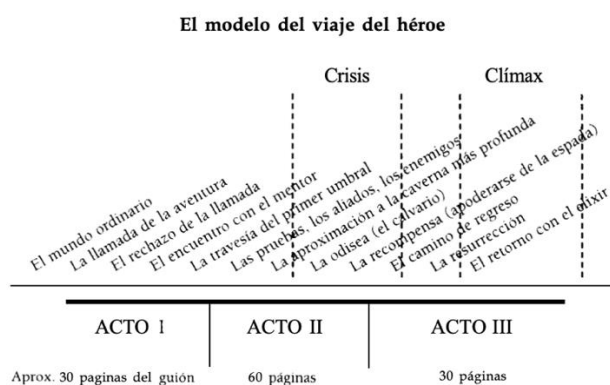 El modelo del viaje del héroe
Crisis
Clímax
El mundo ordinario
La llamada de la aventura
El rechazo de la llamada
El encuentro con el mentor
La travesía del primer umbral
Las pruebas, los aliados, los enemigos
La aproximación a la caverna más profunda
La odisea (el calvario)
La recompensa (apoderarse de la espada)
El camino de regreso
La resurrección
El retorno con el elixir
ACTO I
ACTO II
ACTO III
Aprox. 30 paginas del guión
60 páginas
30 páginas